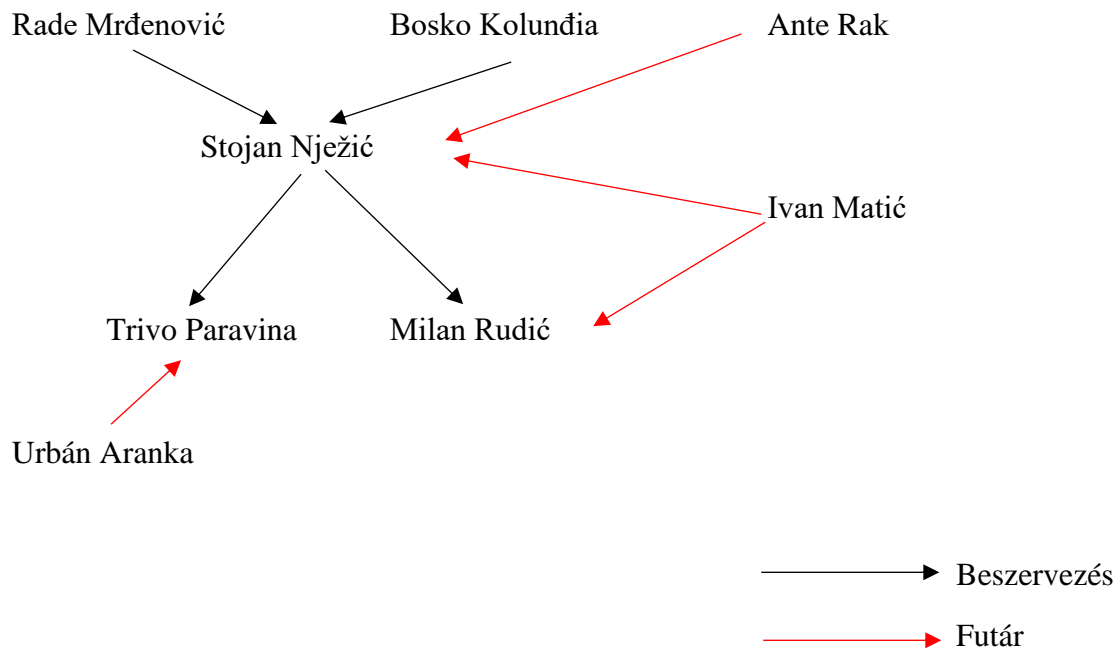 Rade Mrđenović
Bosko Kolunđia
Ante Rak
Stojan Nježić
Ivan Matić
Trivo Paravina
Milan Rudić
Urbán Aranka
Beszervezés
Futár